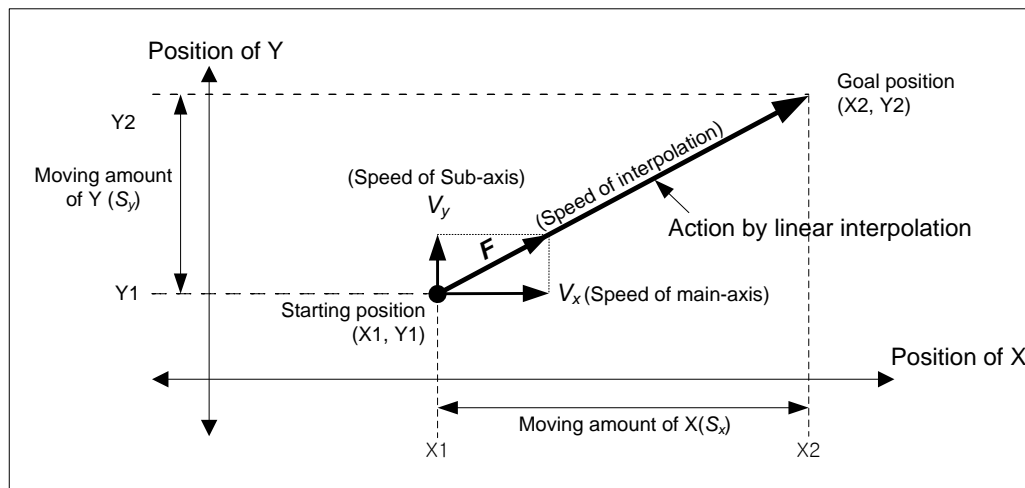 Position of Y
Goal position
(X2, Y2)
Y2
Moving amount
of Y (Sy)
(Speed of Sub-axis)
Vy
(Speed of interpolation)
Action by linear interpolation
F
Y1
Vx (Speed of main-axis)
Starting position
(X1, Y1)
Position of X
Moving amount of X(Sx)
X1
X2